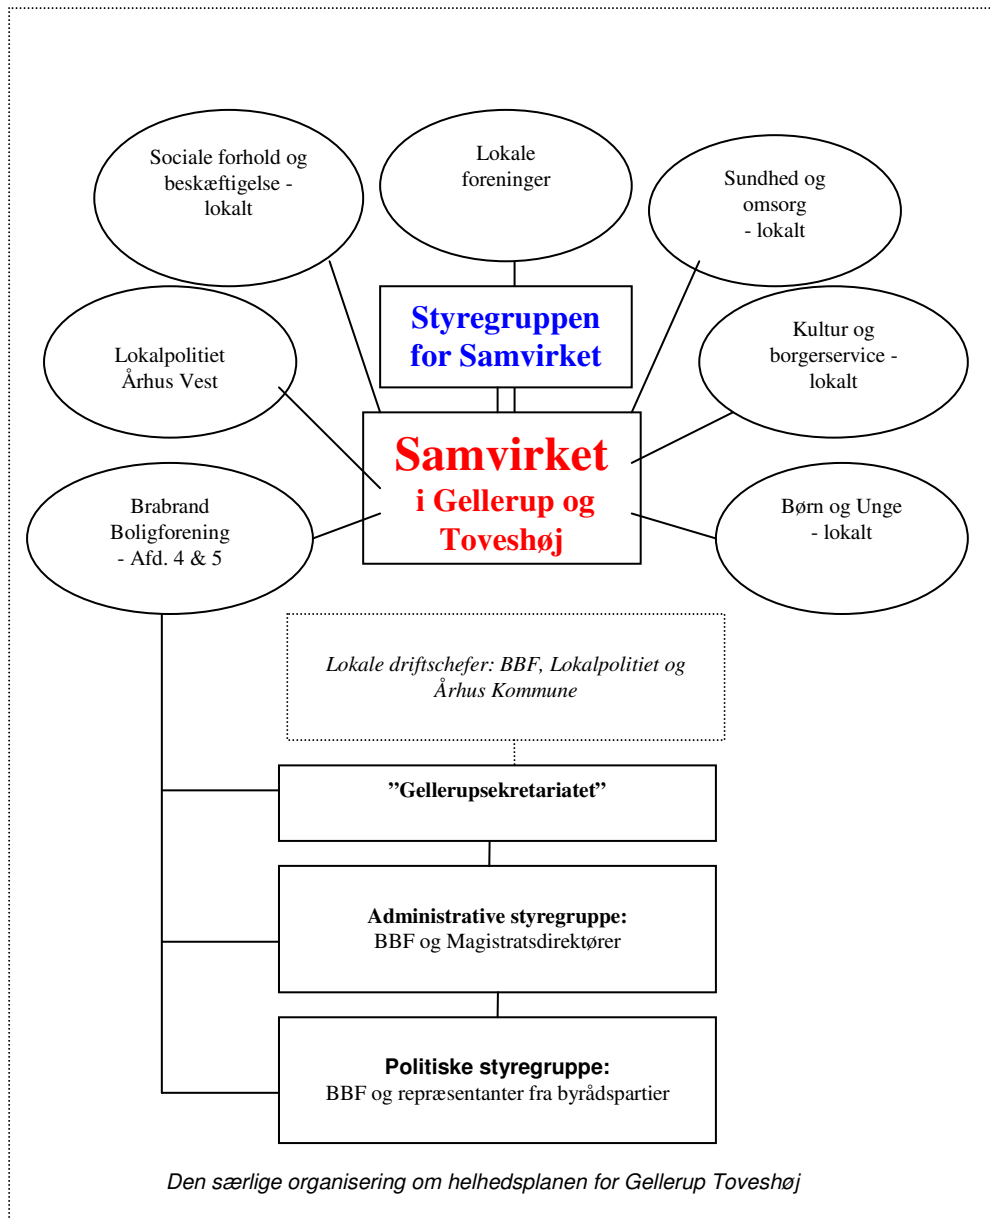 Sociale forhold og
beskæftigelse -
lokalt
Lokale
foreninger
Sundhed og
omsorg
- lokalt
Styregruppen
for Samvirket
Lokalpolitiet
Århus Vest
Kultur og
borgerservice -
lokalt
Samvirket
i Gellerup og
Toveshøj
Brabrand
Boligforening
- Afd. 4 & 5
Børn og Unge
- lokalt
Lokale driftschefer: BBF, Lokalpolitiet og
Århus Kommune
”Gellerupsekretariatet”
Administrative styregruppe:
BBF og Magistratsdirektører
Politiske styregruppe:
BBF og repræsentanter fra byrådspartier
Den særlige organisering om helhedsplanen for Gellerup Toveshøj